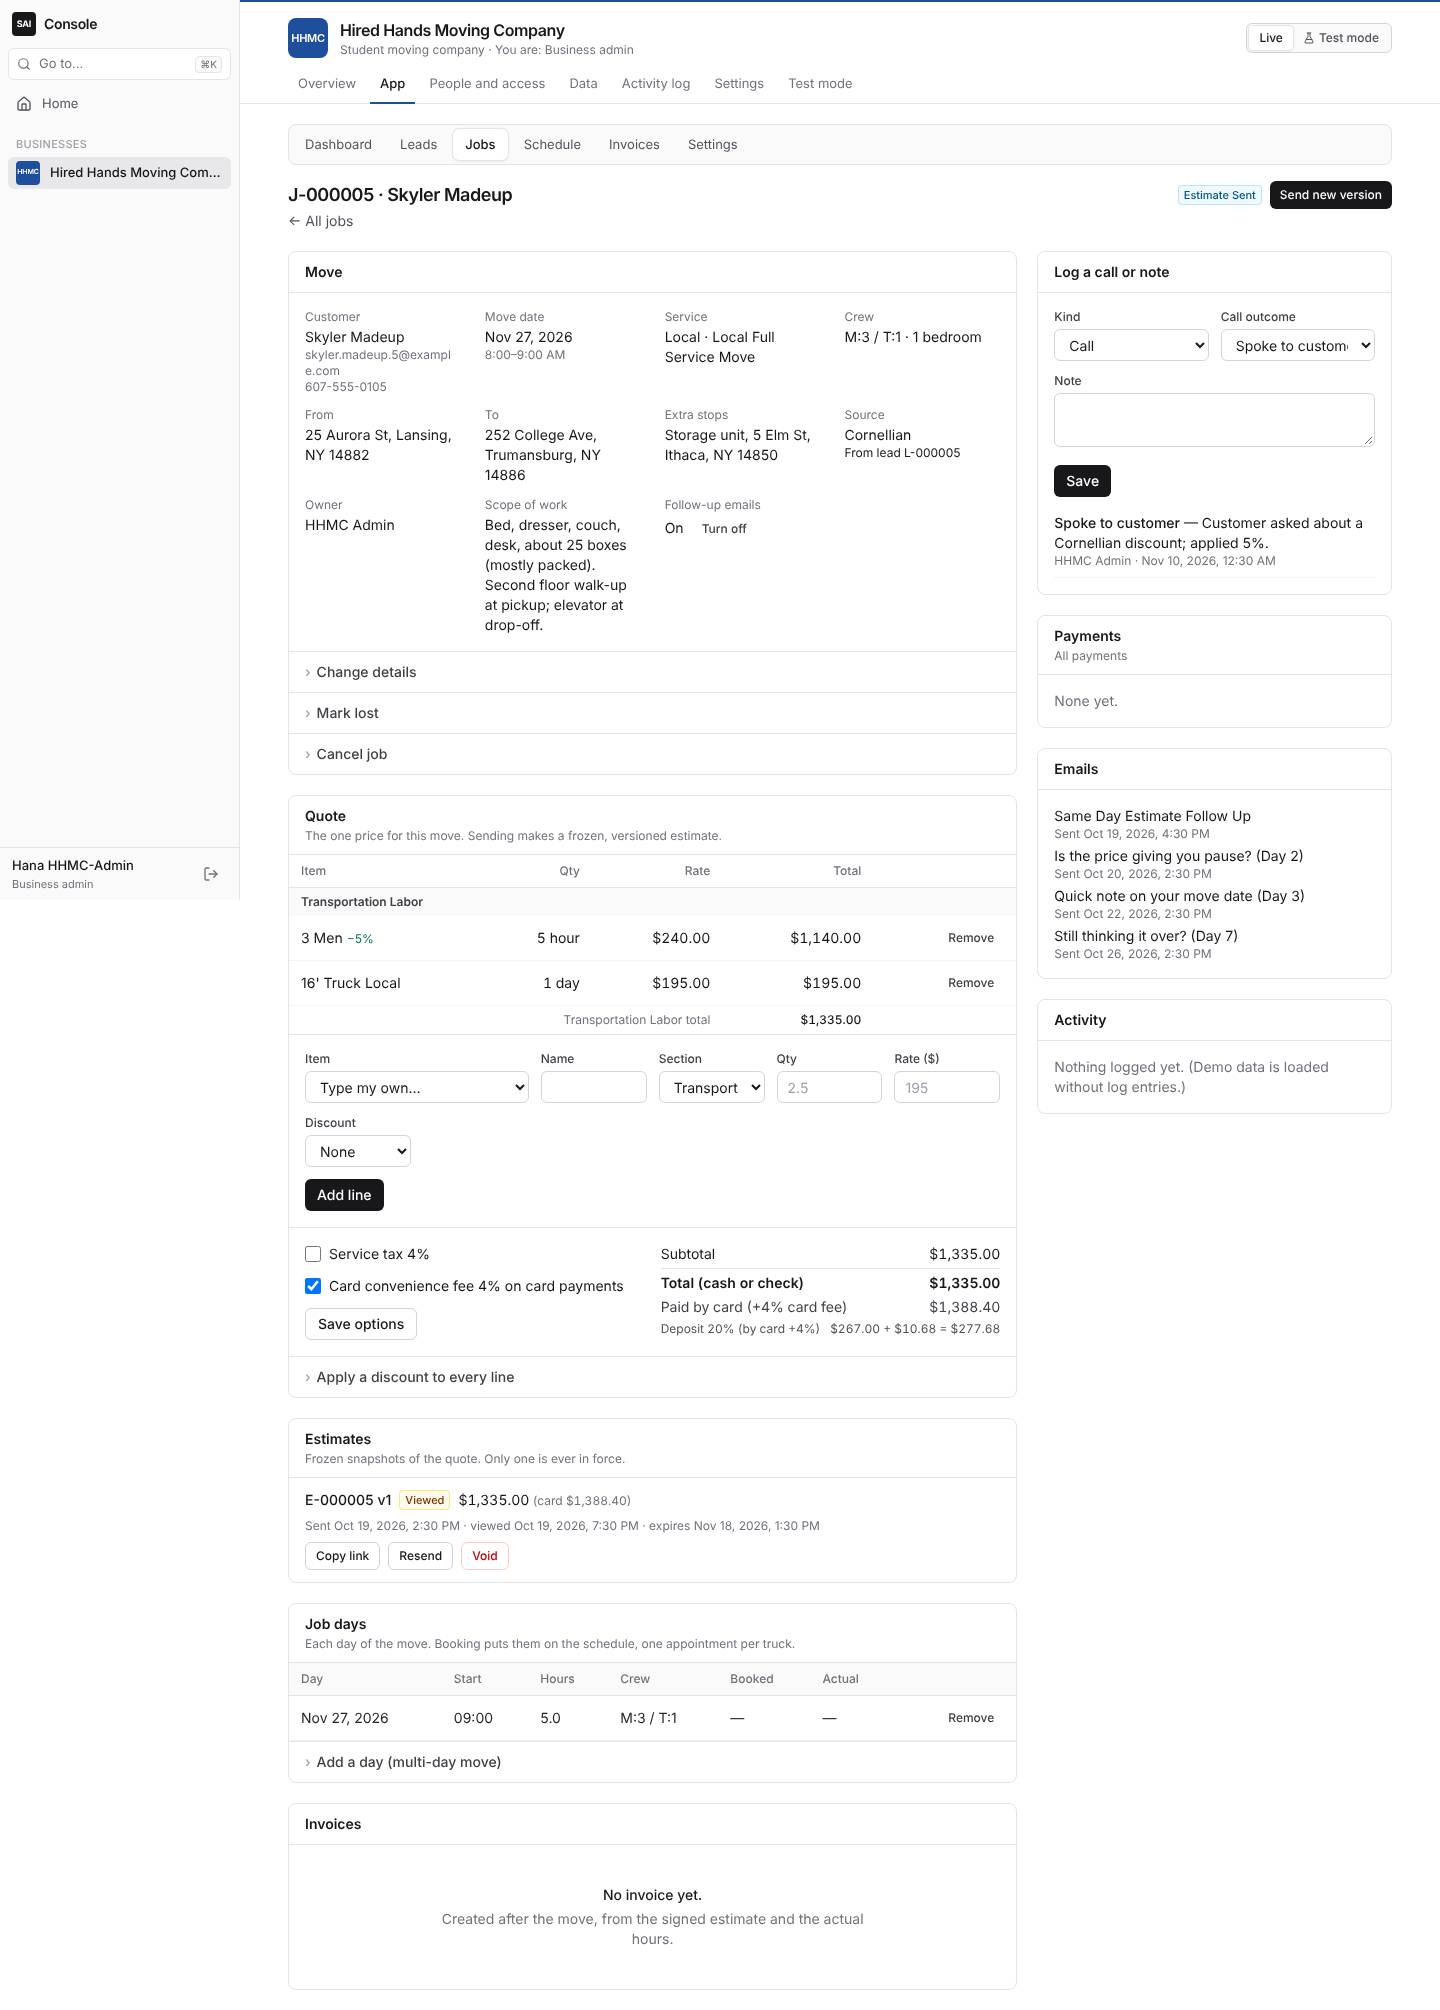 SAI Console
Go to... ⌘K
Home
BUSINESSES
HHMC Hired Hands Moving Com...
Hana HHMC-Admin
Business admin
HHMC
Hired Hands Moving Company
Student moving company · You are: Business admin
Live Test mode
Overview App People and access Data Activity log Settings Test mode
Dashboard Leads Jobs Schedule Invoices Settings
J-000005 · Skyler Madeup
Estimate Sent Send new version
← All jobs
Move
Customer
Skyler Madeup
skyler.madeup.5@exampl
e.com
607-555-0105
Move date
Nov 27, 2026
8:00–9:00 AM
Service
Local · Local Full
Service Move
Crew
M:3 / T:1 · 1 bedroom
From
25 Aurora St, Lansing,
NY 14882
To
252 College Ave,
Trumansburg, NY
14886
Extra stops
Storage unit, 5 Elm St,
Ithaca, NY 14850
Source
Cornellian
From lead L-000005
Owner
HHMC Admin
Scope of work
Bed, dresser, couch,
desk, about 25 boxes
(mostly packed).
Second floor walk-up
at pickup; elevator at
drop-off.
Follow-up emails
On Turn off
› Change details
› Mark lost
› Cancel job
Quote
The one price for this move. Sending makes a frozen, versioned estimate.
Item Qty Rate Total
Transportation Labor
3 Men −5% 5 hour $240.00 $1,140.00 Remove
16' Truck Local 1 day $195.00 $195.00 Remove
Transportation Labor total $1,335.00
Item Name Section Qty Rate ($)
Type my own... Transport 2.5 195
Discount
None
Add line
Service tax 4%
Card convenience fee 4% on card payments
Save options
Subtotal $1,335.00
Total (cash or check) $1,335.00
Paid by card (+4% card fee) $1,388.40
Deposit 20% (by card +4%) $267.00 + $10.68 = $277.68
› Apply a discount to every line
Estimates
Frozen snapshots of the quote. Only one is ever in force.
E-000005 v1 Viewed $1,335.00 (card $1,388.40)
Sent Oct 19, 2026, 2:30 PM · viewed Oct 19, 2026, 7:30 PM · expires Nov 18, 2026, 1:30 PM
Copy link Resend Void
Job days
Each day of the move. Booking puts them on the schedule, one appointment per truck.
Day Start Hours Crew Booked Actual
Nov 27, 2026 09:00 5.0 M:3 / T:1 — — Remove
› Add a day (multi-day move)
Invoices
No invoice yet.
Created after the move, from the signed estimate and the actual
hours.
Log a call or note
Kind Call outcome
Call Spoke to custome
Note
Save
Spoke to customer — Customer asked about a
Cornellian discount; applied 5%.
HHMC Admin · Nov 10, 2026, 12:30 AM
Payments
All payments
None yet.
Emails
Same Day Estimate Follow Up
Sent Oct 19, 2026, 4:30 PM
Is the price giving you pause? (Day 2)
Sent Oct 20, 2026, 2:30 PM
Quick note on your move date (Day 3)
Sent Oct 22, 2026, 2:30 PM
Still thinking it over? (Day 7)
Sent Oct 26, 2026, 2:30 PM
Activity
Nothing logged yet. (Demo data is loaded
without log entries.)